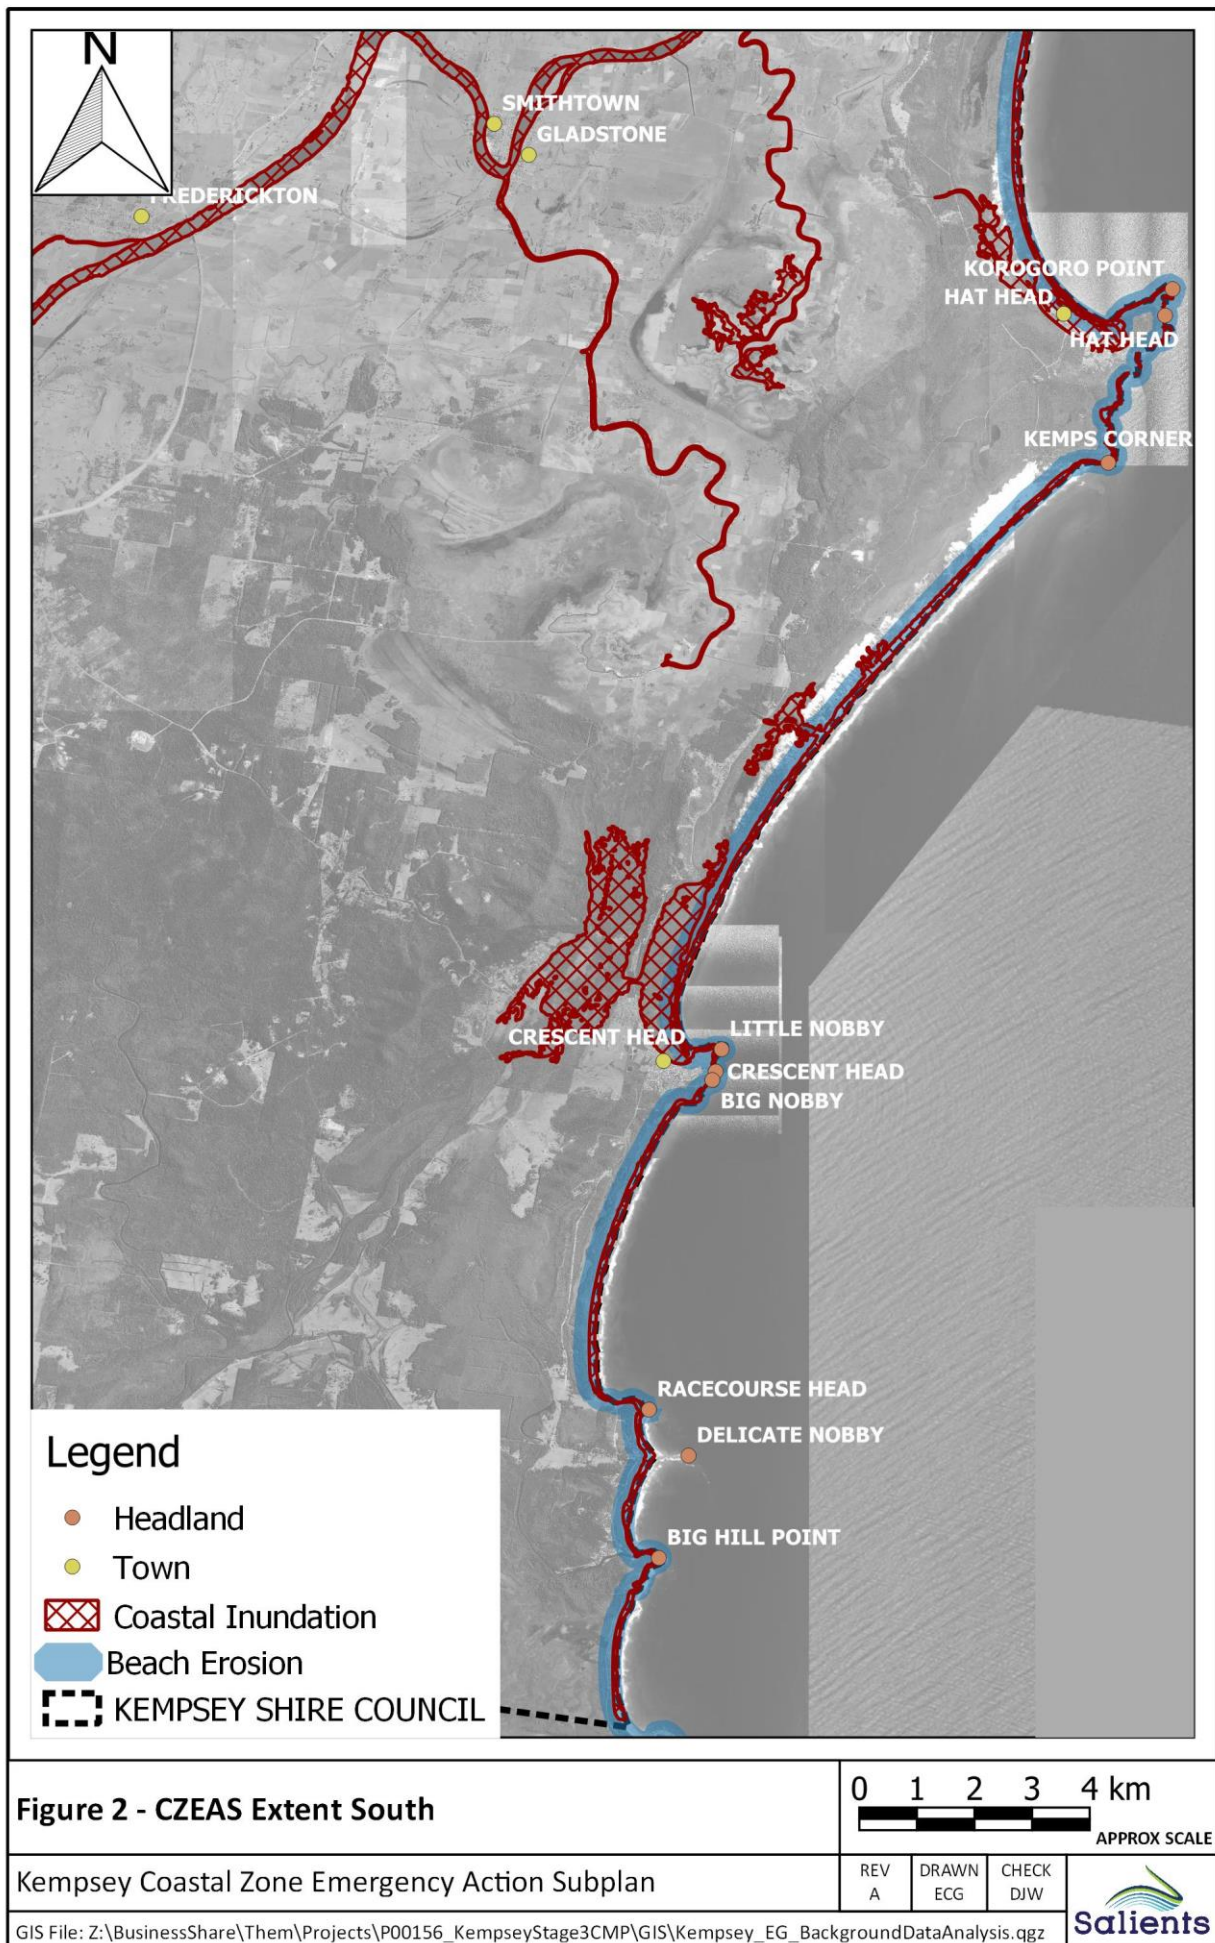 N
SMITHTOWN
GLADSTONE
FREDERICKTON
KOROGORO POINT
HAT HEAD
HAT HEAD
KEMPS CORNER
CRESCENT HEAD
LITTLE NOBBY
CRESCENT HEAD
BIG NOBBY
RACECOURSE HEAD
DELICATE NOBBY
BIG HILL POINT
Legend
Headland
Town
Coastal Inundation
Beach Erosion
KEMPSEY SHIRE COUNCIL
Figure 2 - CZEAS Extent South
0 1 2 3 4 km
APPROX SCALE
Kempsey Coastal Zone Emergency Action Subplan
REV
A
DRAWN
ECG
CHECK
DJW
Salients
GIS File: Z:\BusinessShare\Them\Projects\P00156_KempseyStage3CMP\GIS\Kempsey_EG_BackgroundDataAnalysis.qgz